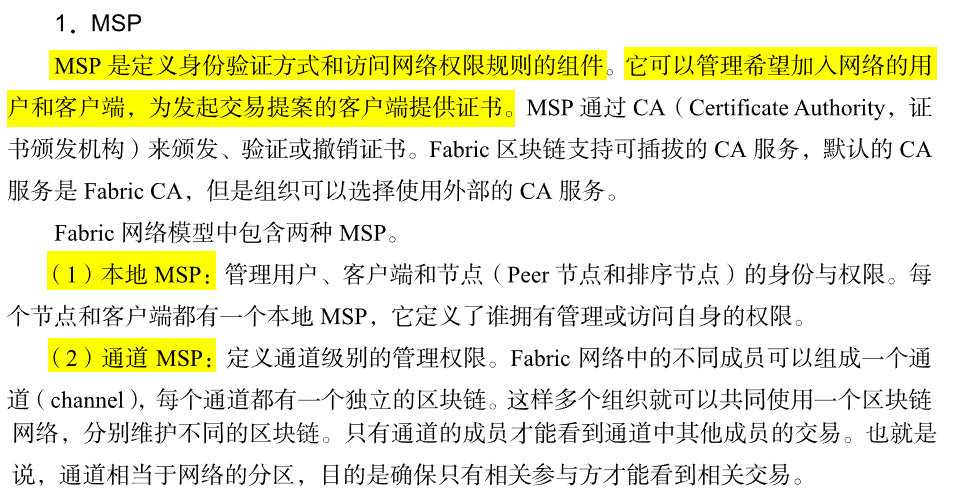 1．MSP
MSP 是定义身份验证方式和访问网络权限规则的组件。它可以管理希望加入网络的用
户和客户端，为发起交易提案的客户端提供证书。MSP 通过 CA（Certificate Authority，证
书颁发机构）来颁发、验证或撤销证书。Fabric 区块链支持可插拔的 CA 服务，默认的 CA
服务是 Fabric CA，但是组织可以选择使用外部的 CA 服务。
Fabric 网络模型中包含两种 MSP。
（1）本地 MSP：管理用户、客户端和节点（Peer 节点和排序节点）的身份与权限。每
个节点和客户端都有一个本地 MSP，它定义了谁拥有管理或访问自身的权限。
（2）通道 MSP：定义通道级别的管理权限。Fabric 网络中的不同成员可以组成一个通
道（channel），每个通道都有一个独立的区块链。这样多个组织就可以共同使用一个区块链
网络，分别维护不同的区块链。只有通道的成员才能看到通道中其他成员的交易。也就是
说，通道相当于网络的分区，目的是确保只有相关参与方才能看到相关交易。